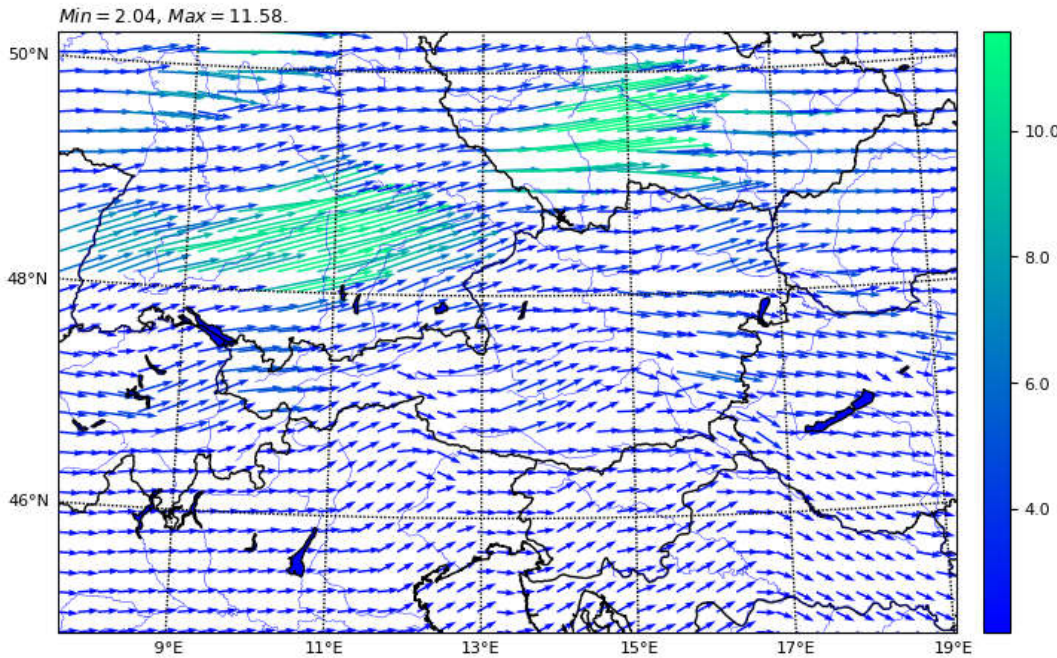 Min = 2.04, Max = 11.58.
50°N
48°N
46°N
9°E
11°E
13°E
15°E
17°E
19°E
10.0
8.0
6.0
4.0